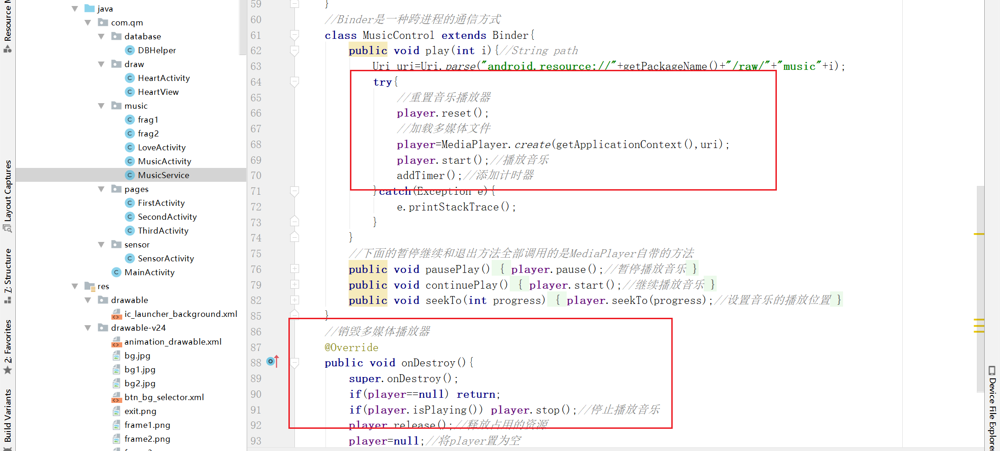 Resource M
Layout Captures
7: Structure
2: Favorites
Build Variants
java
com.qm
database
DBHelper
draw
HeartActivity
HeartView
music
frag1
frag2
LoveActivity
MusicActivity
MusicService
pages
FirstActivity
SecondActivity
ThirdActivity
sensor
SensorActivity
MainActivity
res
drawable
ic_launcher_background.xml
drawable-v24
animation_drawable.xml
bg.jpg
bg1.jpg
bg2.jpg
btn_bg_selector.xml
exit.png
frame1.png
frame2.png
59 }
60 //Binder是一种跨进程的通信方式
61 class MusicControl extends Binder{
62 public void play(int i){//String path
63 Uri uri=Uri.parse("android.resource://"+getPackageName()+"/raw/"+"music"+i);
64 try{
65 //重置音乐播放器
66 player.reset();
67 //加载多媒体文件
68 player=MediaPlayer.create(getApplicationContext(),uri);
69 player.start();//播放音乐
70 addTimer();//添加计时器
71 }catch(Exception e){
72 e.printStackTrace();
73 }
74 }
75 //下面的暂停继续和退出方法全部调用的是MediaPlayer自带的方法
76 public void pausePlay() { player.pause();//暂停播放音乐 }
79 public void continuePlay() { player.start();//继续播放音乐 }
82 public void seekTo(int progress) { player.seekTo(progress);//设置音乐的播放位置 }
85 }
86 //销毁多媒体播放器
87 @Override
88 public void onDestroy(){
89 super.onDestroy();
90 if(player==null) return;
91 if(player.isPlaying()) player.stop();//停止播放音乐
92 player.release();//释放占用的资源
93 player=null;//将player置为空
Device File Explorer